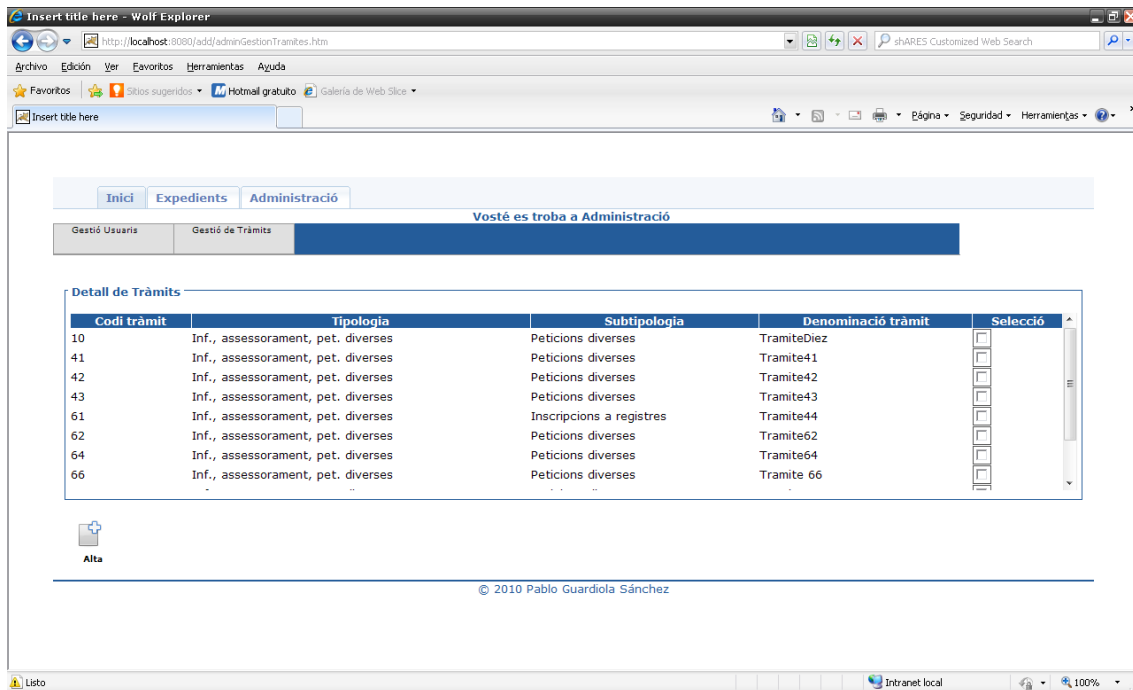 Insert title here - Wolf Explorer
http://localhost:8080/add/adminGestionTramites.htm shARES Customized Web Search
Archivo Edición Ver Favoritos Herramientas Ayuda
Favoritos Sitios sugeridos Hotmail gratuito Galería de Web Slice
Insert title here Página Seguridad Herramientas
Inici Expedients Administració
Vosté es troba a Administració
Gestió Usuaris Gestió de Tràmits
Detall de Tràmits
Codi tràmit Tipologia Subtipologia Denominació tràmit Selecció
10 Inf., assessorament, pet. diverses Peticions diverses TramiteDiez
41 Inf., assessorament, pet. diverses Peticions diverses Tramite41
42 Inf., assessorament, pet. diverses Peticions diverses Tramite42
43 Inf., assessorament, pet. diverses Peticions diverses Tramite43
61 Inf., assessorament, pet. diverses Inscripcions a registres Tramite44
62 Inf., assessorament, pet. diverses Peticions diverses Tramite62
64 Inf., assessorament, pet. diverses Peticions diverses Tramite64
66 Inf., assessorament, pet. diverses Peticions diverses Tramite 66
Alta
© 2010 Pablo Guardiola Sánchez
Listo Intranet local 100%